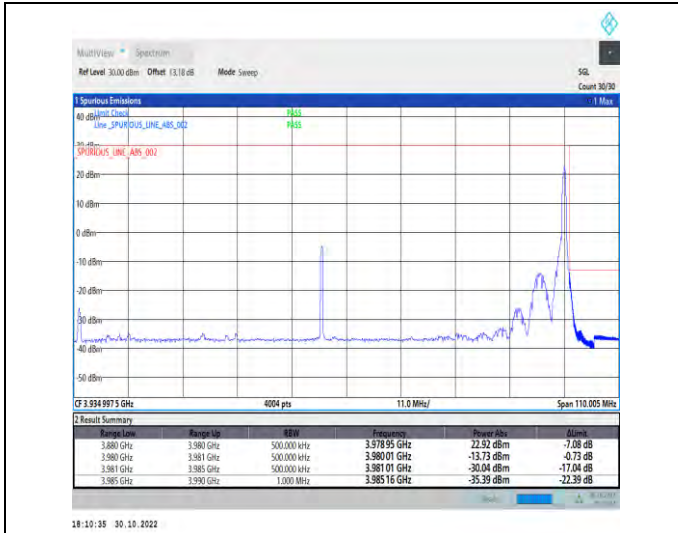 MultiView Spectrum
Ref Level 30.00 dBm Offset 13.18 dB Mode Sweep SGL
Count 30/30
1 Spurious Emissions 1 Max
40 dBm Limit Check PASS
Line _SPURIOUS_LINE_ABS_002 PASS
_SPURIOUS_LINE_ABS_002
20 dBm
10 dBm
0 dBm
-10 dBm
-20 dBm
-30 dBm
-40 dBm
-50 dBm
CF 3.934 997 5 GHz 4004 pts 11.0 MHz/ Span 110.005 MHz
2 Result Summary
Range Low Range Up RBW Frequency Power Abs ΔLimit
3.880 GHz 3.980 GHz 500.000 kHz 3.978 95 GHz 22.92 dBm -7.08 dB
3.980 GHz 3.981 GHz 500.000 kHz 3.980 01 GHz -13.73 dBm -0.73 dB
3.981 GHz 3.985 GHz 500.000 kHz 3.981 01 GHz -30.04 dBm -17.04 dB
3.985 GHz 3.990 GHz 1.000 MHz 3.985 16 GHz -35.39 dBm -22.39 dB
18:10:35 30.10.2022